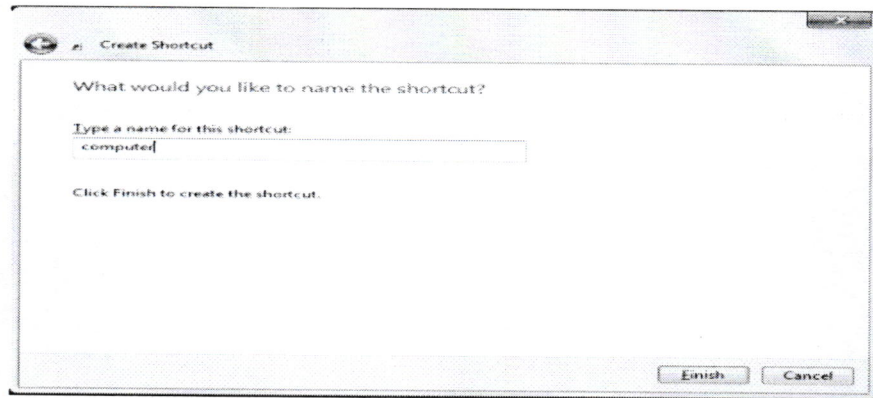 Create Shortcut
What would you like to name the shortcut?
Type a name for this shortcut:
computer
Click Finish to create the shortcut.
Finish
Cancel